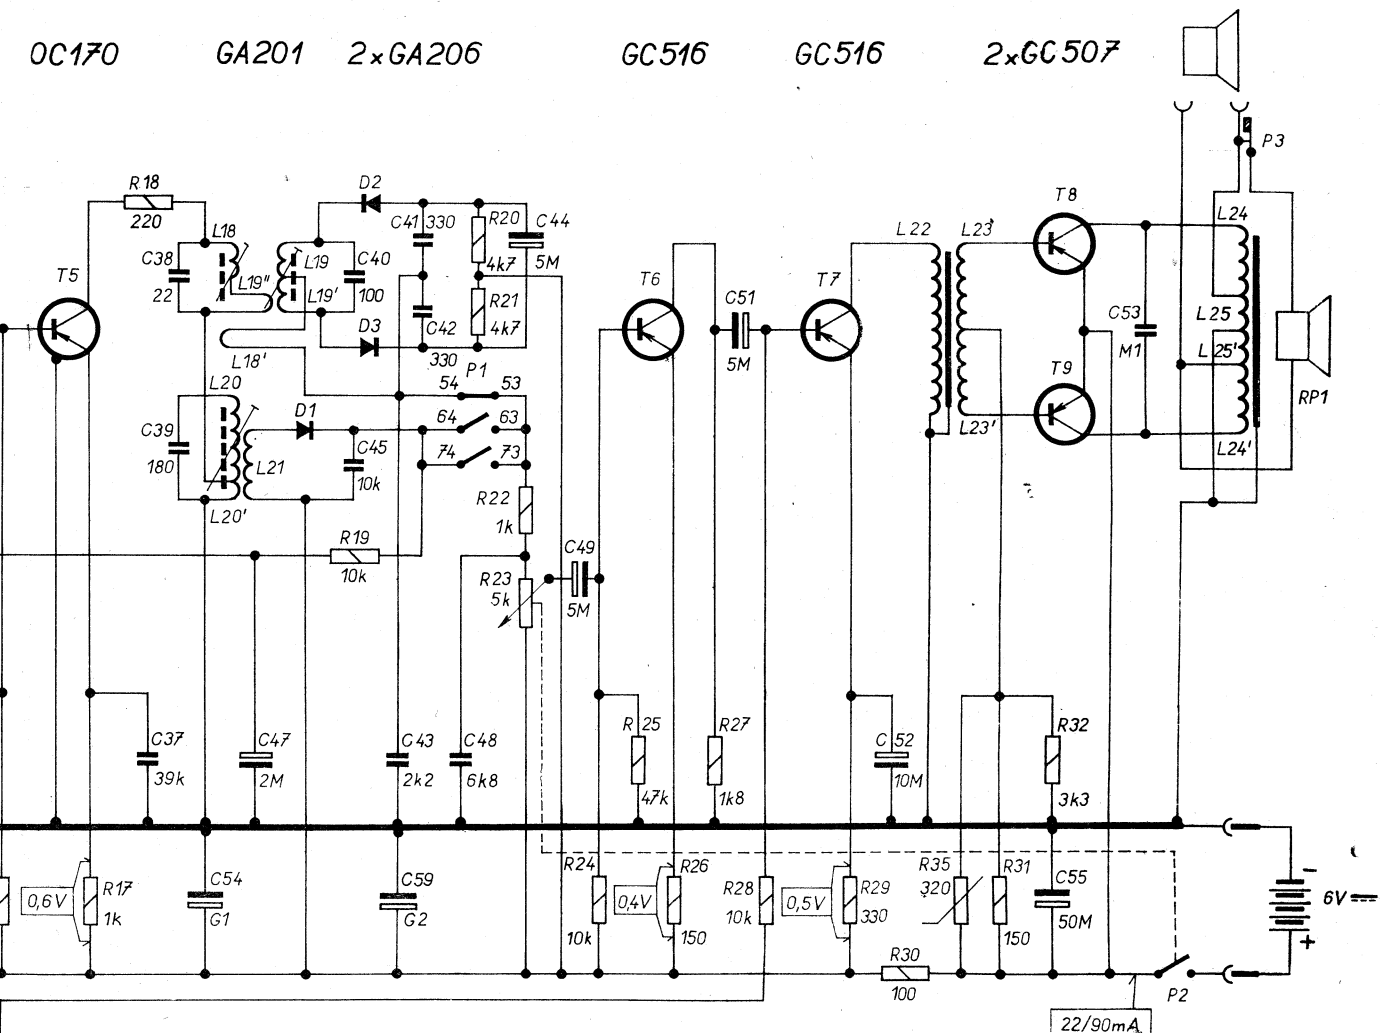 OC170 GA201 2xGA206 GC516 GC516 2xGC507
P3
R18
220
D2
C41 330
R20
C44
4k7
5M
L18
C38
22
L19''
L19
L19'
C40
100
T5
D3
C42
330
R21
4k7
L18'
P1
54 53
64 63
74 73
L20
D1
C39
180
L21
C45
10k
L20'
R22
1k
R19
10k
R23
5k
C49
5M
T6
C51
5M
T7
L22
L23
L23'
T8
T9
C53
M1
L24
L25
L25'
L24'
RP1
C37
39k
C47
2M
C43
2k2
C48
6k8
R25
47k
R27
1k8
C52
10M
R32
3k3
0,6V
R17
1k
C54
G1
C59
G2
R24
10k
0,4V
R26
150
R28
10k
0,5V
R29
330
R35
320
R31
150
C55
50M
R30
100
P2
-
6V
+
22/90mA